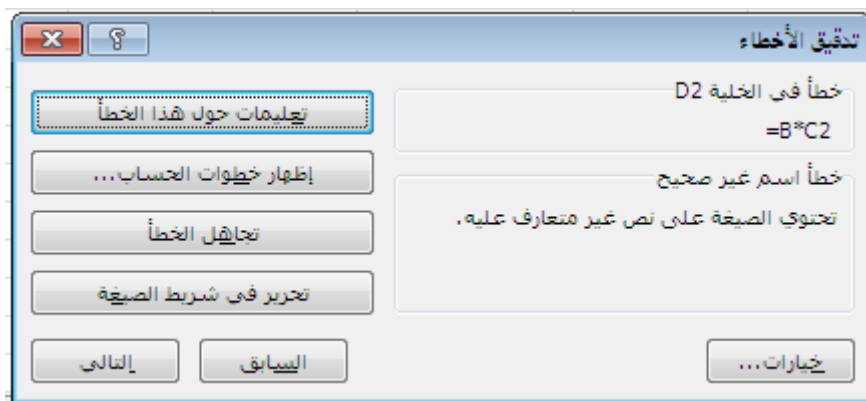 تدقيق الأخطاء
خطأ في الخلية D2
=B*C2
خطأ اسم غير صحيح
تحتوي الصيغة على نص غير متعارف عليه.
تعليمات حول هذا الخطأ
إظهار خطوات الحساب...
تجاهل الخطأ
تحرير في شريط الصيغة
خيارات...
السابق
التالي